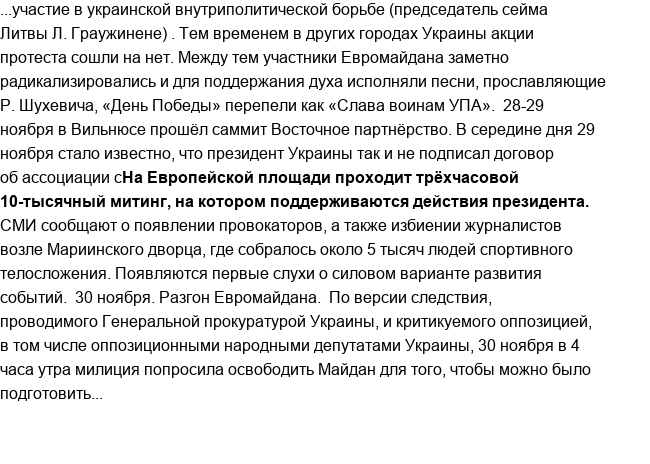 ...участие в украинской внутриполитической борьбе (председатель сейма
Литвы Л. Граужинене) . Тем временем в других городах Украины акции
протеста сошли на нет. Между тем участники Евромайдана заметно
радикализировались и для поддержания духа исполняли песни, прославляющие
Р. Шухевича, «День Победы» перепели как «Слава воинам УПА».  28-29
ноября в Вильнюсе прошёл саммит Восточное партнёрство. В середине дня 29
ноября стало известно, что президент Украины так и не подписал договор
об ассоциации сНа Европейской площади проходит трёхчасовой
10-тысячный митинг, на котором поддерживаются действия президента.
СМИ сообщают о появлении провокаторов, а также избиении журналистов
возле Мариинского дворца, где собралось около 5 тысяч людей спортивного
телосложения. Появляются первые слухи о силовом варианте развития
событий.  30 ноября. Разгон Евромайдана.  По версии следствия,
проводимого Генеральной прокуратурой Украины, и критикуемого оппозицией,
в том числе оппозиционными народными депутатами Украины, 30 ноября в 4
часа утра милиция попросила освободить Майдан для того, чтобы можно было
подготовить...